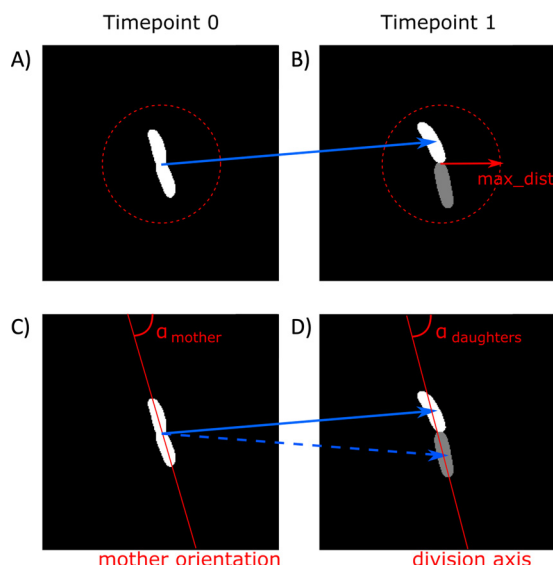 Timepoint 0
Timepoint 1
A)
B)
max_dist
C)
D)
α mother
α daughters
mother orientation
division axis